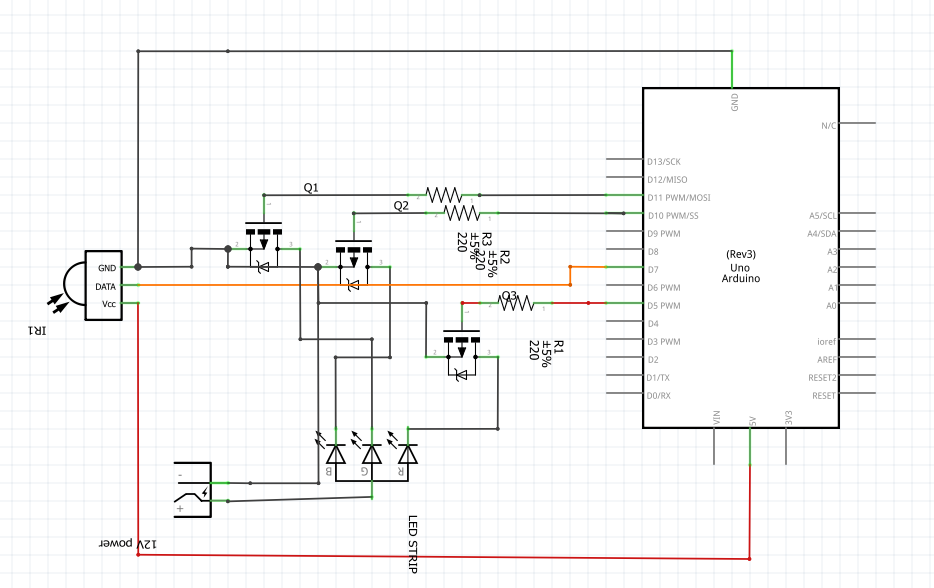 GND
N/C
D13/SCK
D12/MISO
Q1
D11 PWM/MOSI
Q2
D10 PWM/SS
A5/SCL
D9 PWM
A4/SDA
R3
±5%
220
R2
±5%
220
D8
A3
(Rev3)
Uno
Arduino
GND
D7
A2
DATA
D6 PWM
A1
Vcc
Q3
D5 PWM
A0
IR1
D4
R1
±5%
220
D3 PWM
ioref
D2
AREF
D1/TX
RESET2
D0/RX
RESET
VIN
5V
3V3
B
G
R
-
+
12V power
LED STRIP